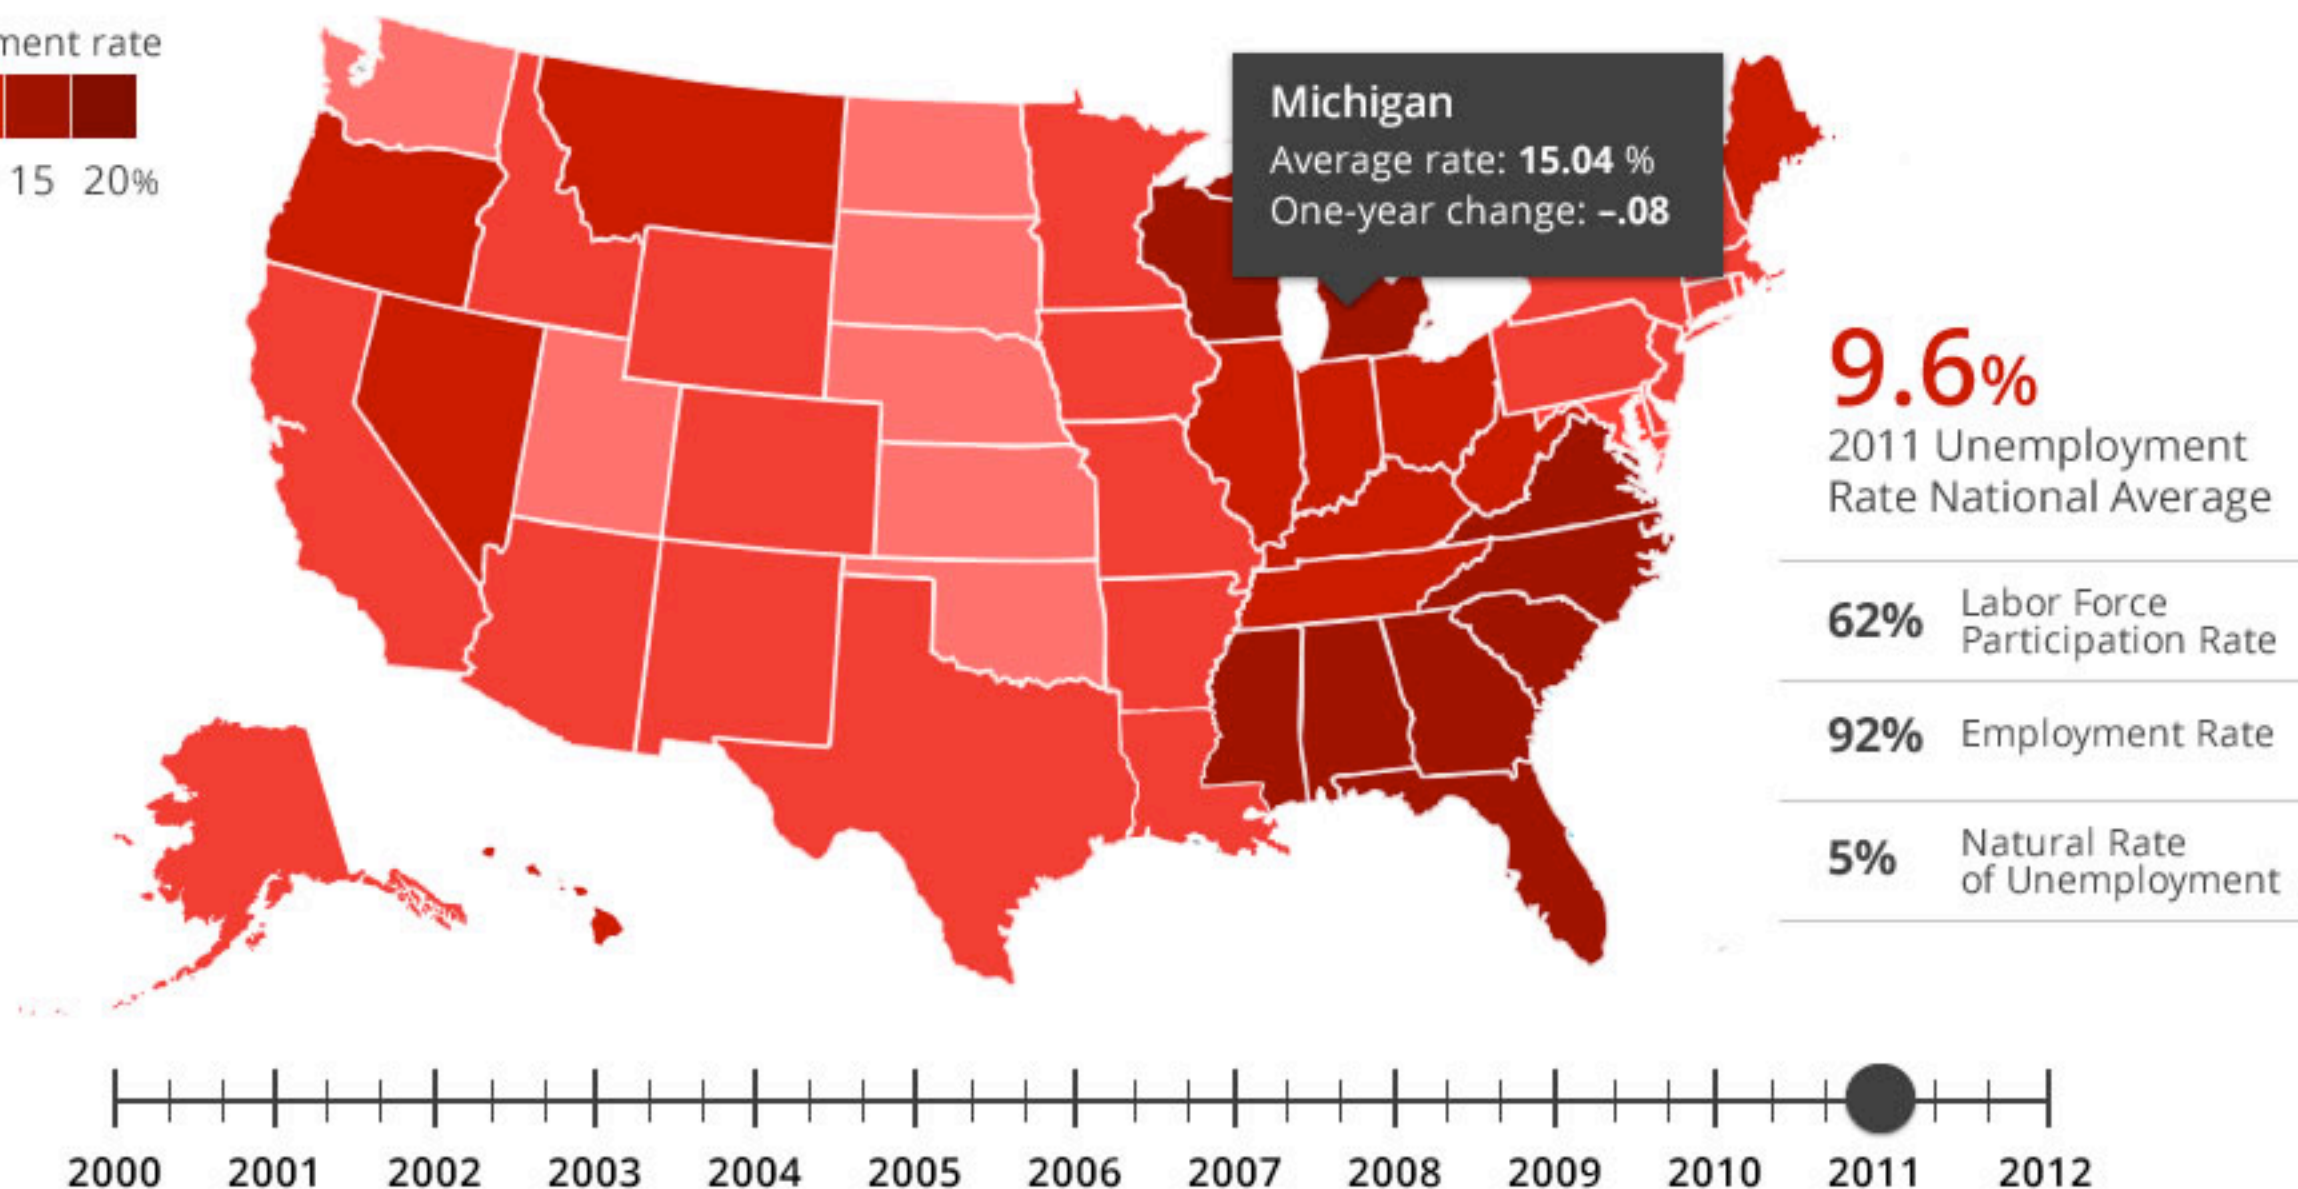 ment rate
15 20%
Michigan
Average rate: 15.04 %
One-year change: –.08
9.6%
2011 Unemployment
Rate National Average
62% Labor Force
Participation Rate
92% Employment Rate
5% Natural Rate
of Unemployment
2000 2001 2002 2003 2004 2005 2006 2007 2008 2009 2010 2011 2012